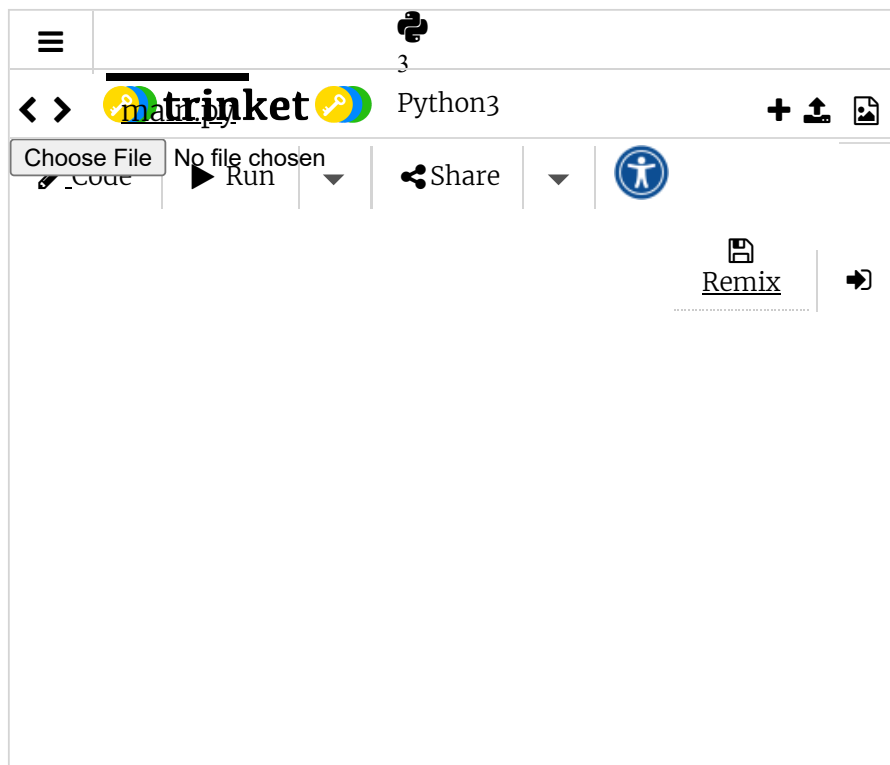 3
main.py
trinket
Python3
Choose File No file chosen
Code
Run
Share
Remix